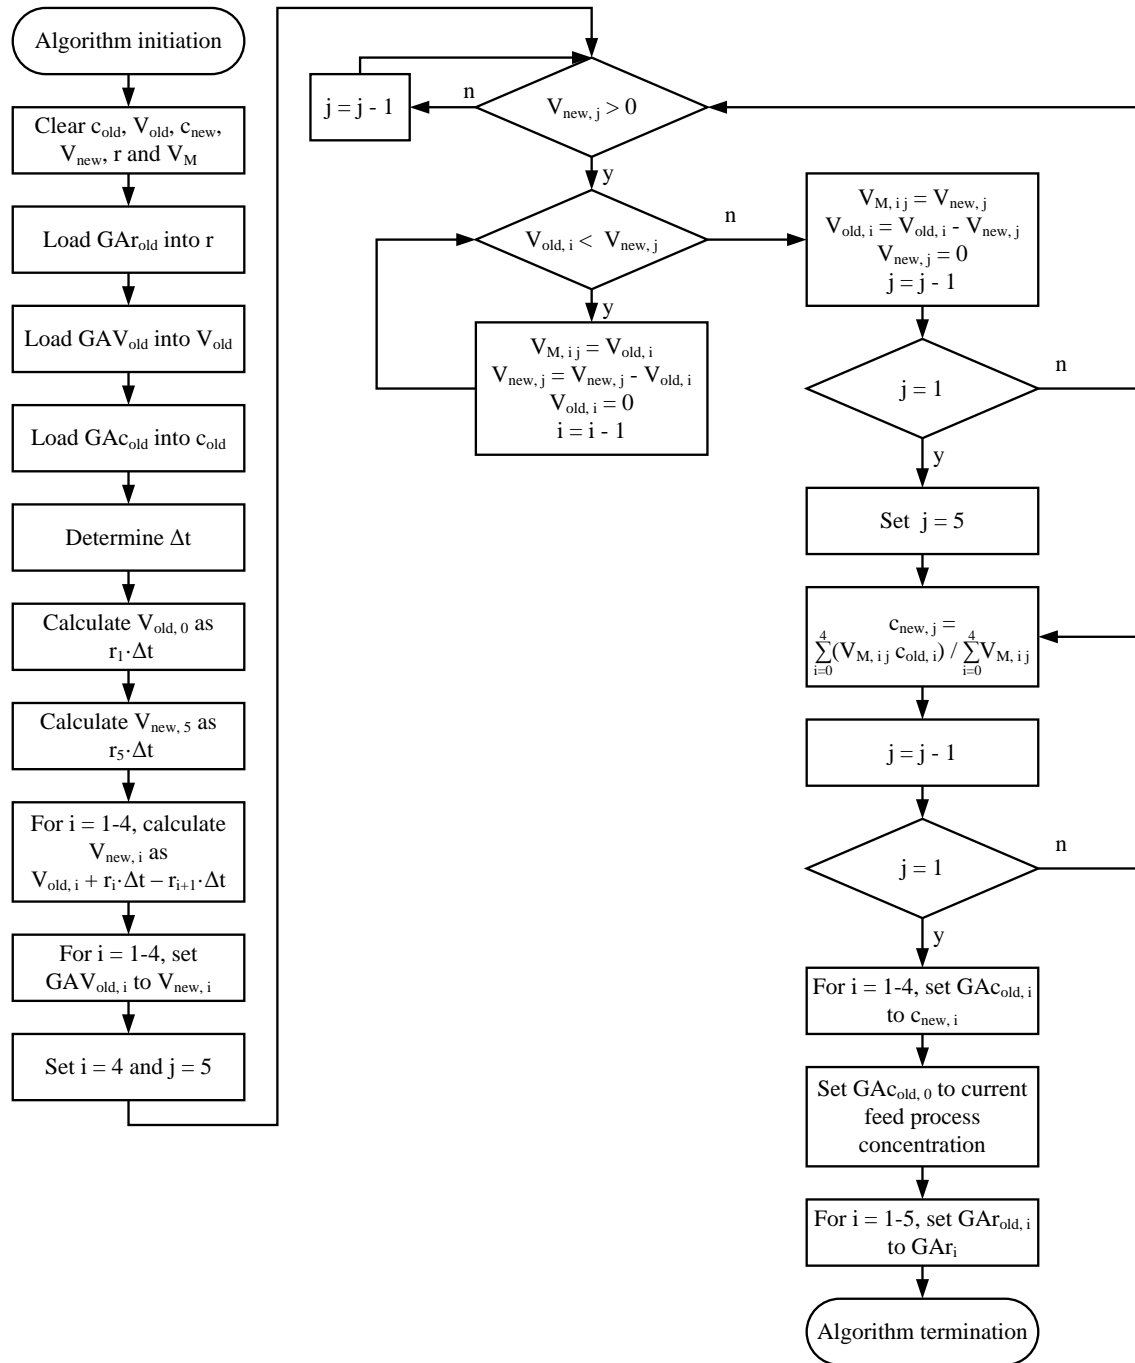 Algorithm initiation
Clear c_old, V_old, c_new,
V_new, r and V_M
Load GAr_old into r
Load GAV_old into V_old
Load GAc_old into c_old
Determine Δt
Calculate V_old, 0 as
r_1·Δt
Calculate V_new, 5 as
r_5·Δt
For i = 1-4, calculate
V_new, i as
V_old, i + r_i·Δt – r_i+1·Δt
For i = 1-4, set
GAV_old, i to V_new, i
Set i = 4 and j = 5
j = j - 1
n
V_new, j > 0
y
V_old, i < V_new, j
n
y
V_M, i j = V_old, i
V_new, j = V_new, j - V_old, i
V_old, i = 0
i = i - 1
V_M, i j = V_new, j
V_old, i = V_old, i - V_new, j
V_new, j = 0
j = j - 1
j = 1
n
y
Set j = 5
c_new, j =
4 4
∑(V_M, i j c_old, i) / ∑V_M, i j
i=0 i=0
j = j - 1
j = 1
n
y
For i = 1-4, set GAc_old, i
to c_new, i
Set GAc_old, 0 to current
feed process
concentration
For i = 1-5, set GAr_old, i
to GAr_i
Algorithm termination